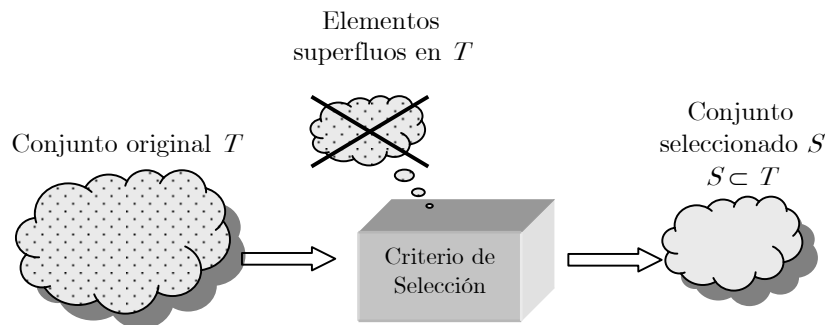 Elementos
superfluos en T
Conjunto original T
Conjunto
seleccionado S
S ⊂ T
Criterio de
Selección